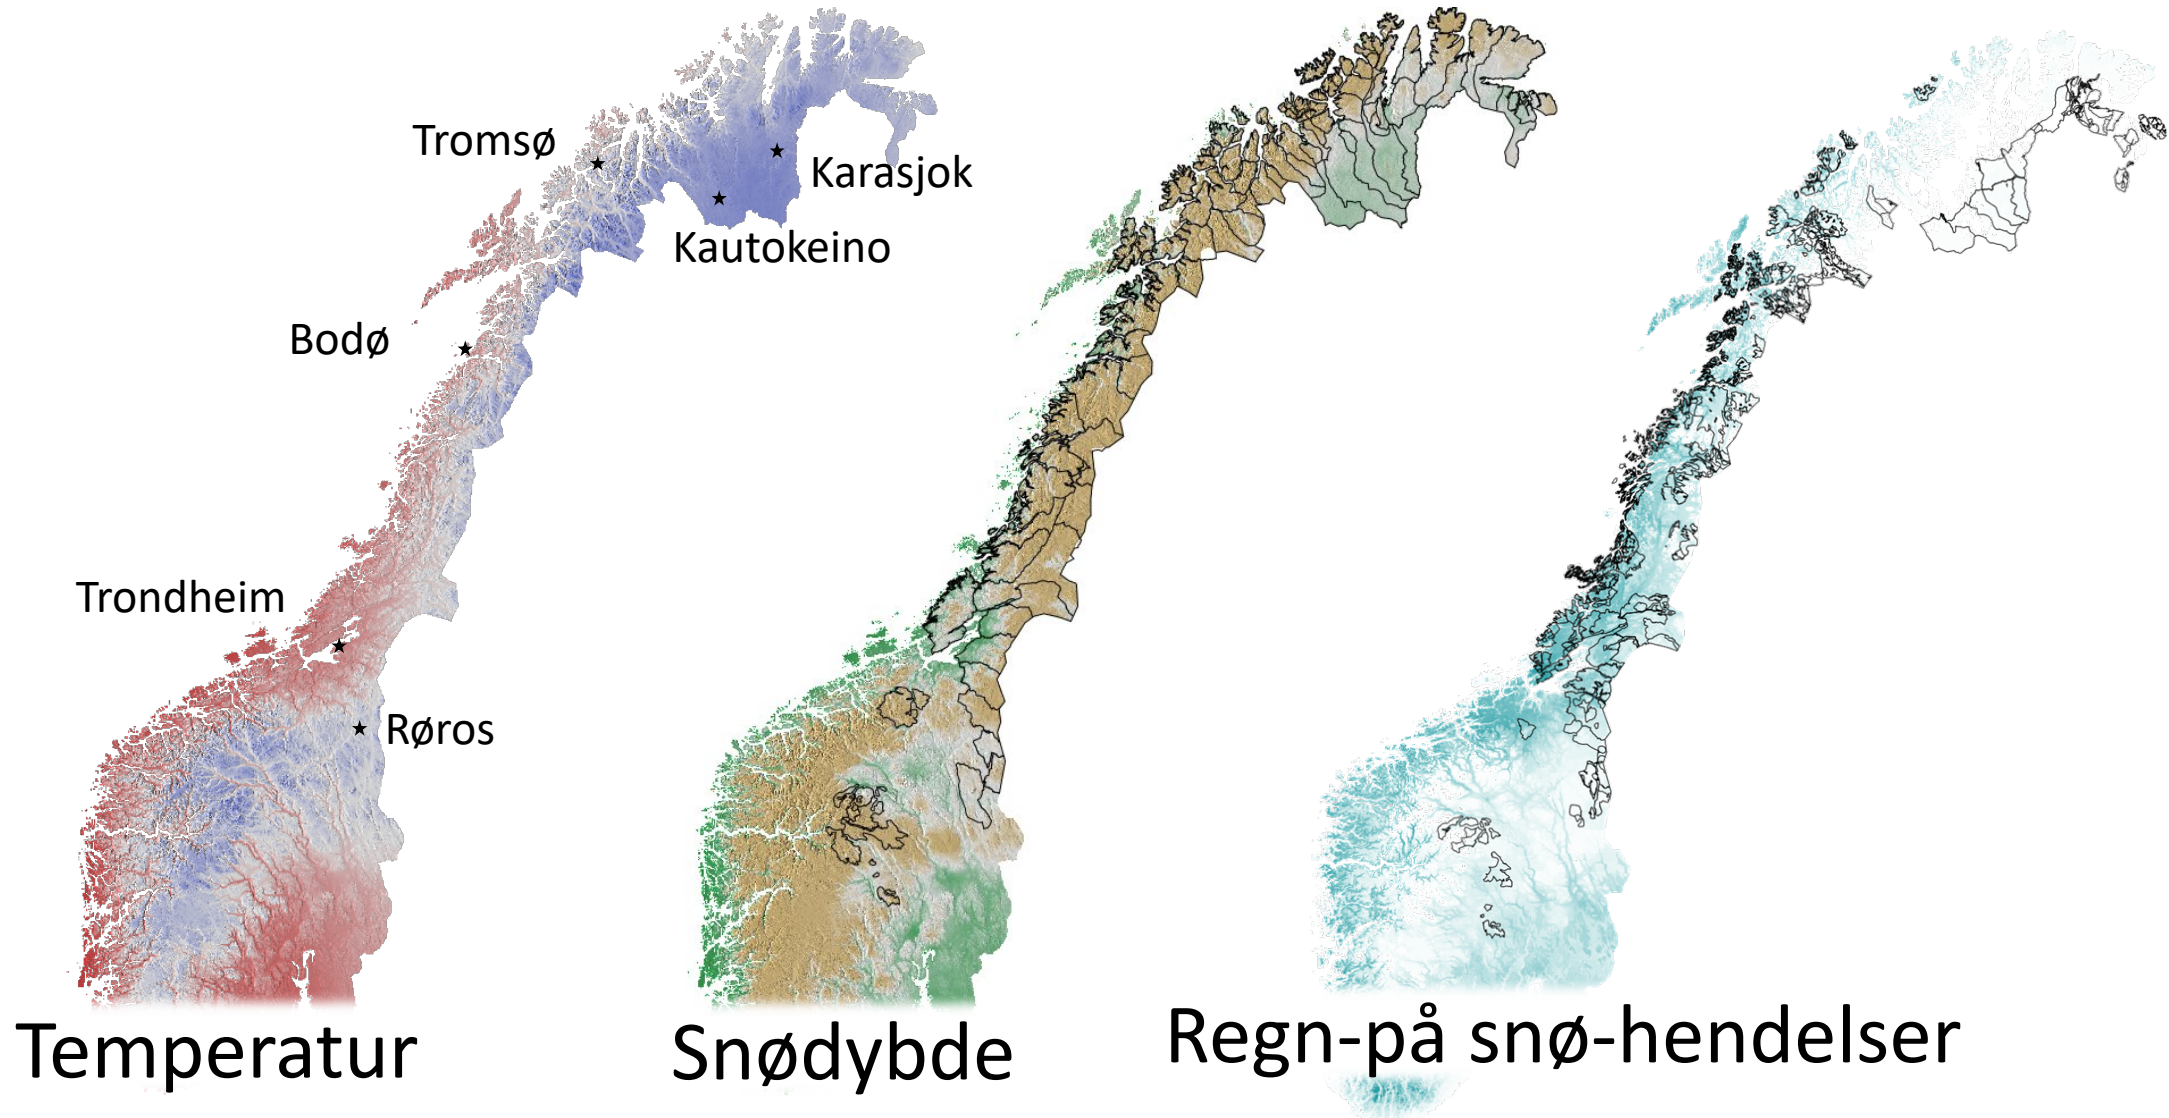 Tromsø
Karasjok
Kautokeino
Bodø
Trondheim
Røros
Temperatur
Snødybde
Regn-på snø-hendelser